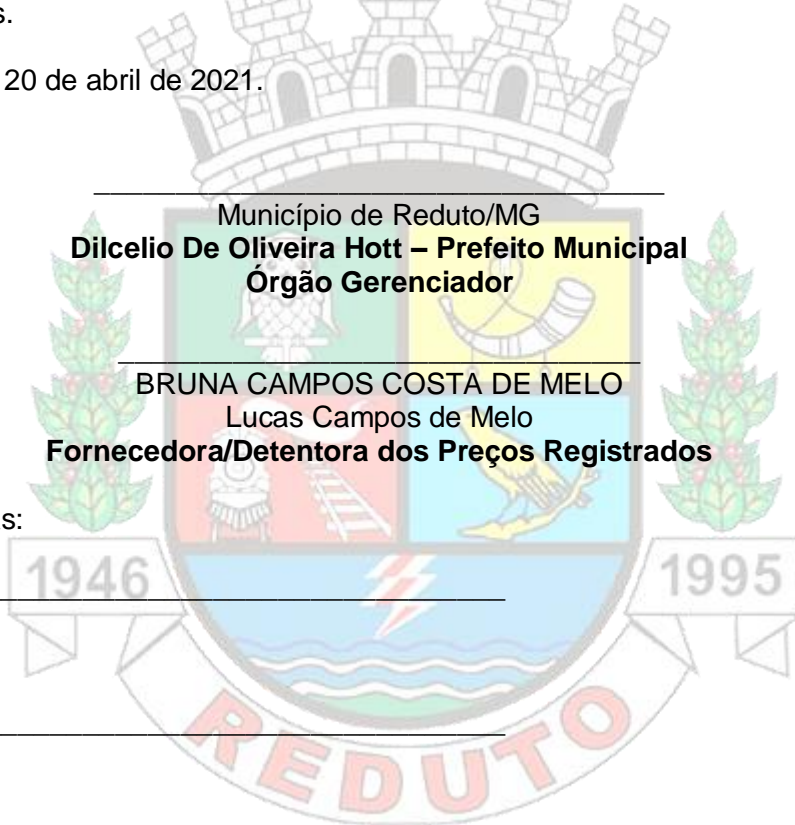 s.
20 de abril de 2021.
Município de Reduto/MG
Dilcelio De Oliveira Hott – Prefeito Municipal
Órgão Gerenciador
BRUNA CAMPOS COSTA DE MELO
Lucas Campos de Melo
Fornecedora/Detentora dos Preços Registrados
s:
1946
1995
REDUTO